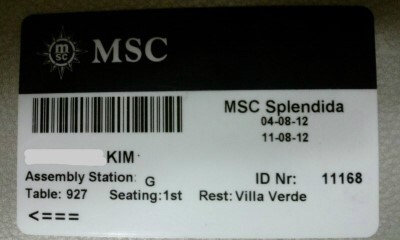 MSC
MSC
MSC Splendida
04-08-12
11-08-12
KIM
Assembly Station: G
ID Nr: 11168
Table: 927 Seating:1st Rest: Villa Verde
<===